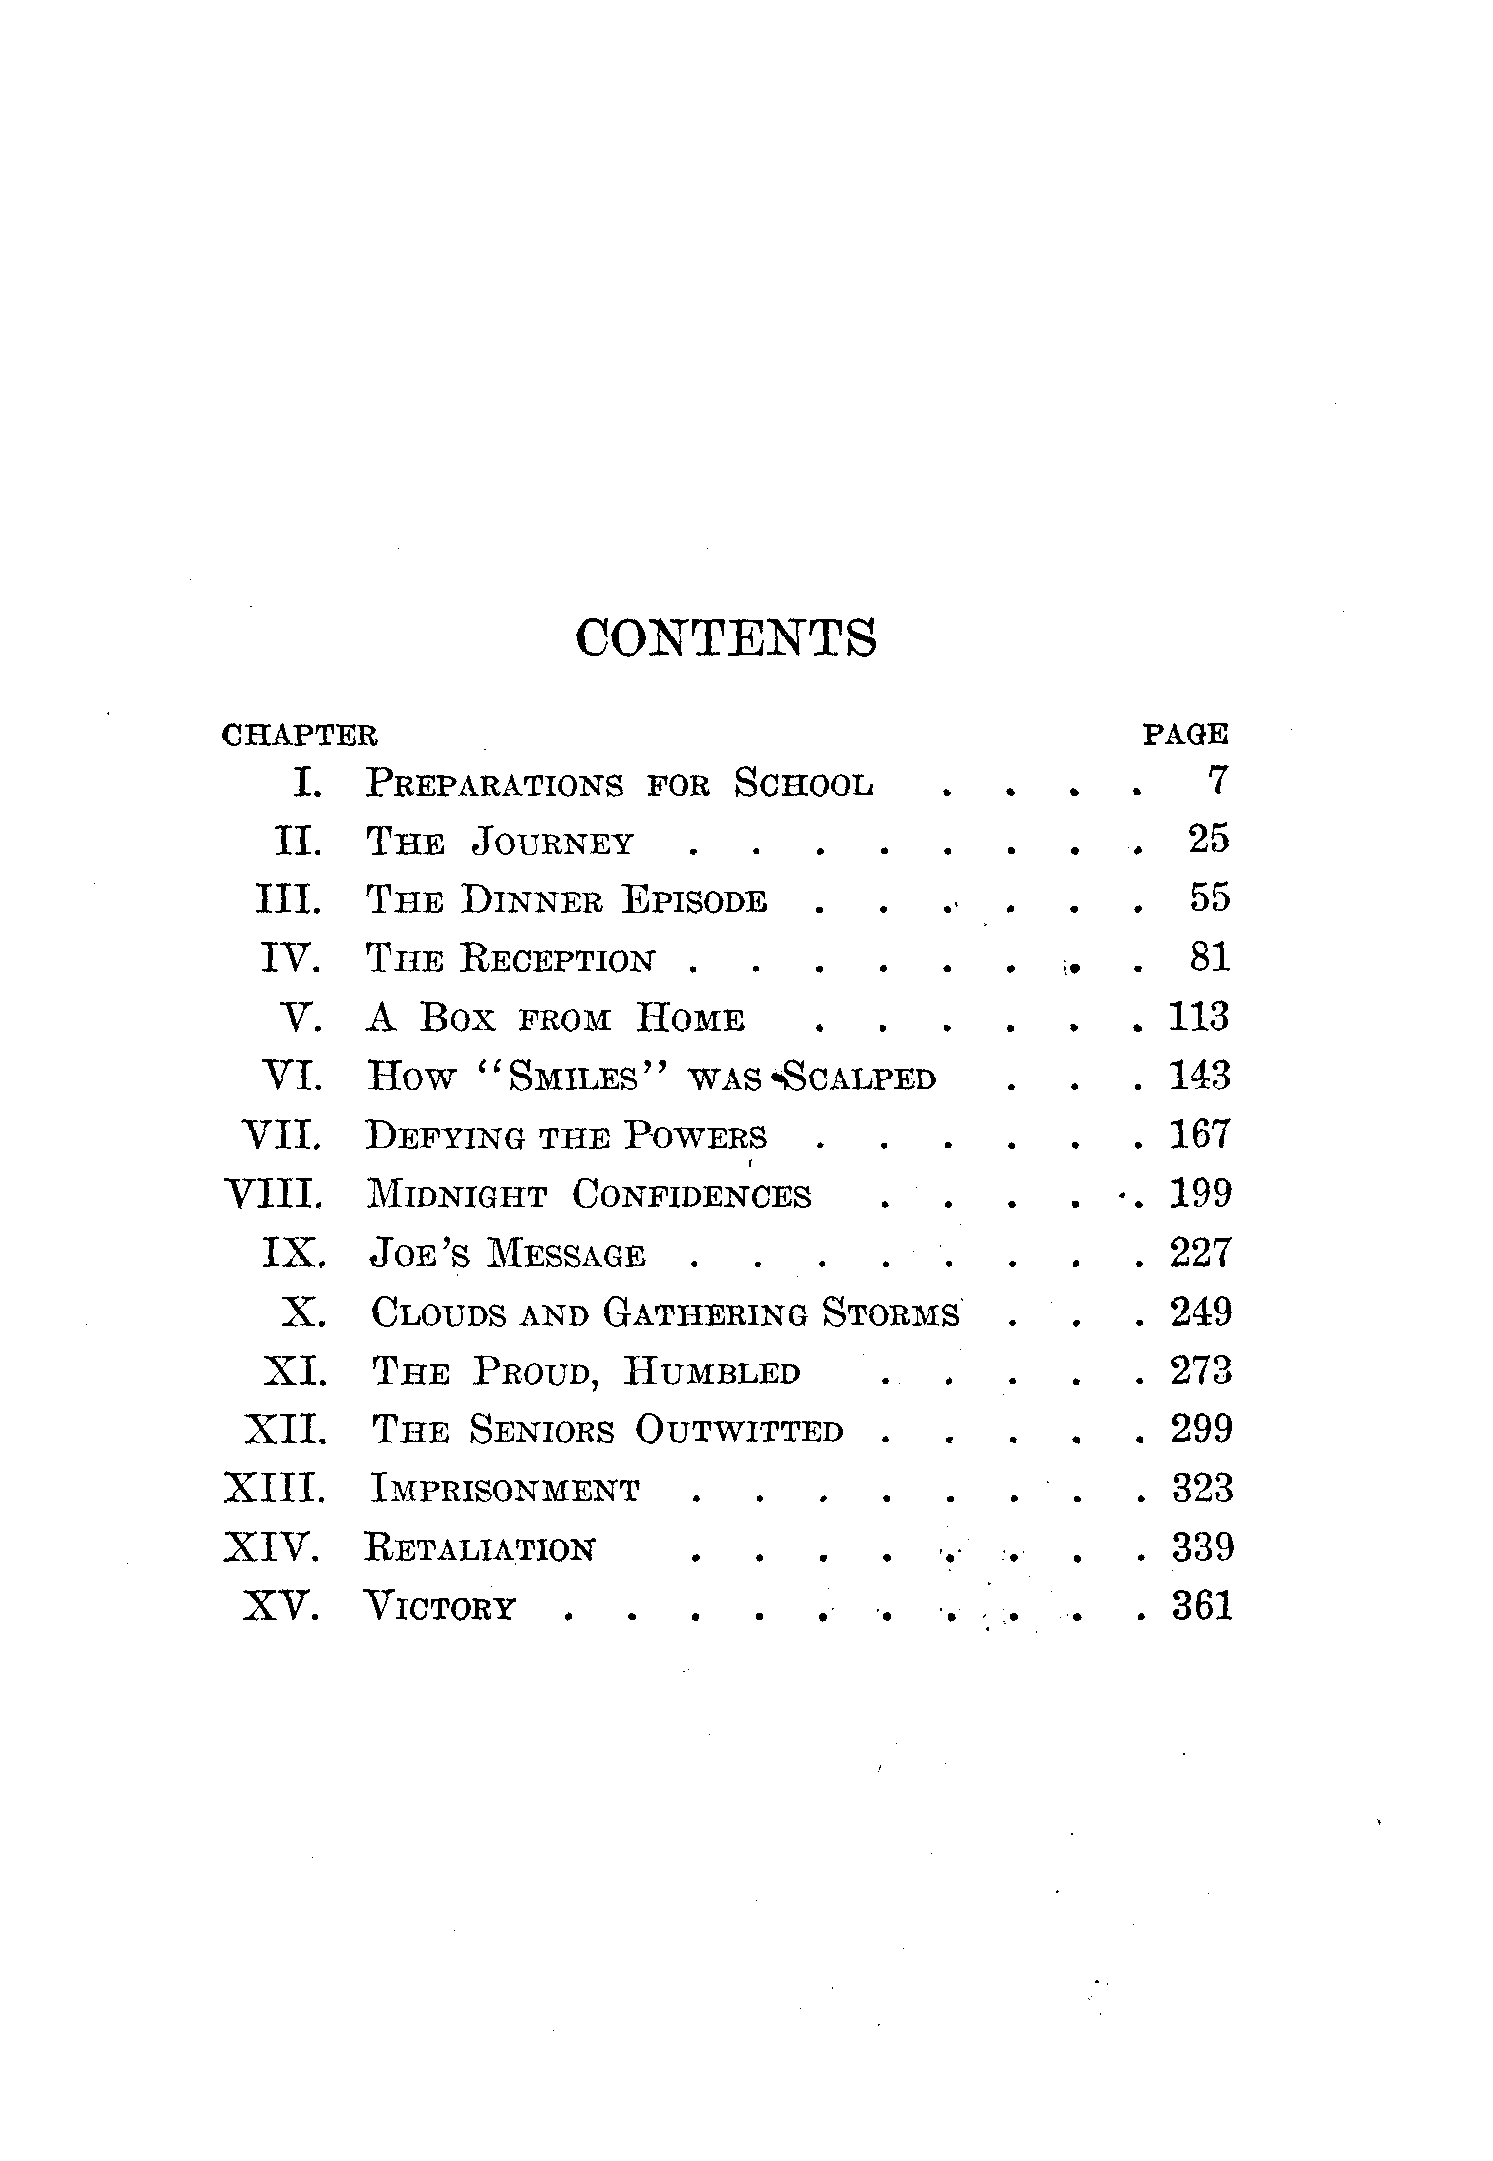 CONTENTS
CHAPTER PAGE
I. Preparations for School . . . . 7
II. The Journey . . . . . . . . 25
III. The Dinner Episode . . . . . . 55
IV. The Reception . . . . . . . . 81
V. A Box from Home . . . . . . 113
VI. How “Smiles” was Scalped . . . 143
VII. Defying the Powers . . . . . . 167
VIII. Midnight Confidences . . . . . 199
IX. Joe’s Message . . . . . . . . 227
X. Clouds and Gathering Storms . . . 249
XI. The Proud, Humbled . . . . . 273
XII. The Seniors Outwitted . . . . . 299
XIII. Imprisonment . . . . . . . . 323
XIV. Retaliation . . . . . . . . 339
XV. Victory . . . . . . . . . . 361